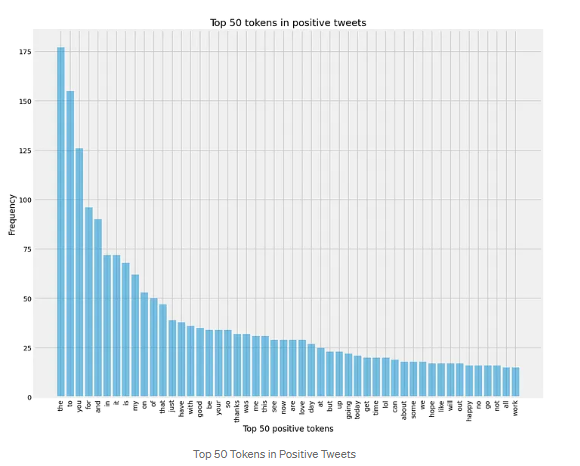 Top 50 tokens in positive tweets
175
150
125
100
75
50
25
0
Frequency
the
to
you
for
and
in
it
is
my
on
of
that
just
have
with
good
be
your
so
thanks
was
me
this
see
now
are
love
day
at
but
up
going
today
get
time
lol
can
about
some
we
hope
like
will
out
happy
no
go
not
all
work
Top 50 positive tokens
Top 50 Tokens in Positive Tweets